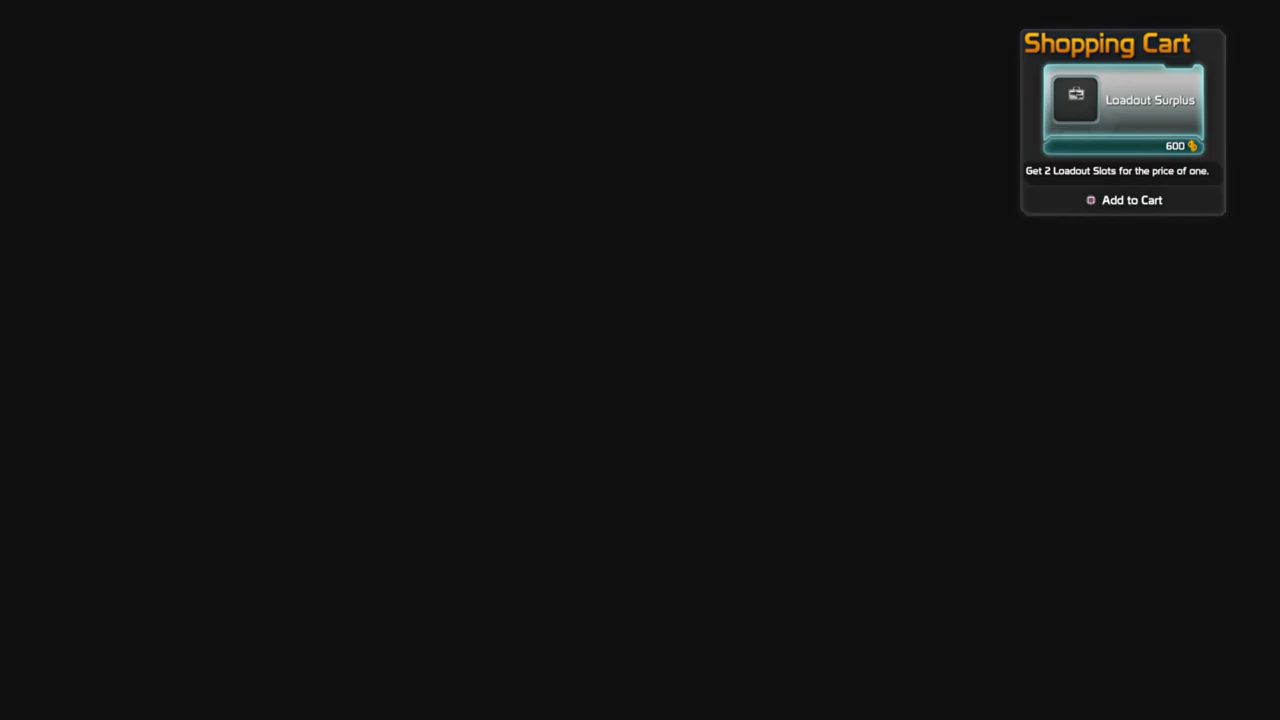 Shopping Cart
Loadout Surplus
600
Get 2 Loadout Slots for the price of one.
Add to Cart